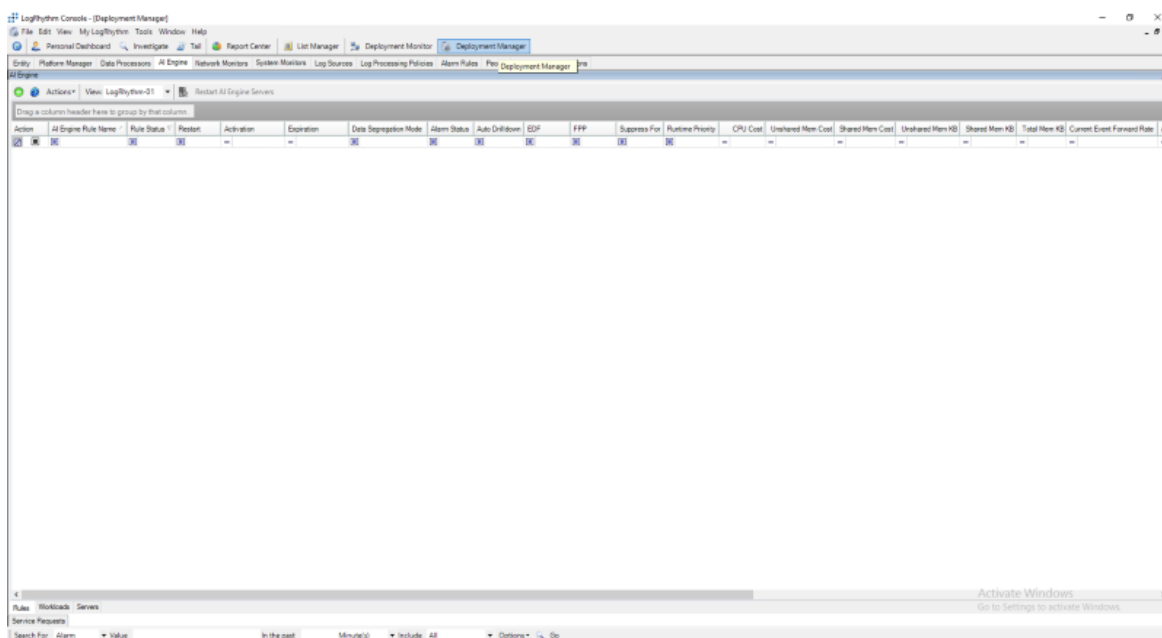 LogRhythm Console - [Deployment Manager]
File Edit View My LogRhythm Tools Window Help
Personal Dashboard Investigate Tail Report Center List Manager Deployment Monitor Deployment Manager
Entity Platform Manager Data Processors AI Engine Network Monitors System Monitors Log Sources Log Processing Policies Alarm Rules
Deployment Manager
AI Engine
Actions View: LogRhythm-01 Restart AI Engine Servers
Drag a column header here to group by that column.
Action AI Engine Rule Name Rule Status Restart Activation Expiration Data Segregation Mode Alarm Status Auto Drilldown EDF FPP Suppress For Runtime Priority CPU Cost Unshared Mem Cost Shared Mem Cost Unshared Mem KB Shared Mem KB Total Mem KB Current Event Forward Rate
Activate Windows
Go to Settings to activate Windows.
Rules Workloads Servers
Service Requests
Search For Alarm Value In the past Minute(s) Include All Options Go